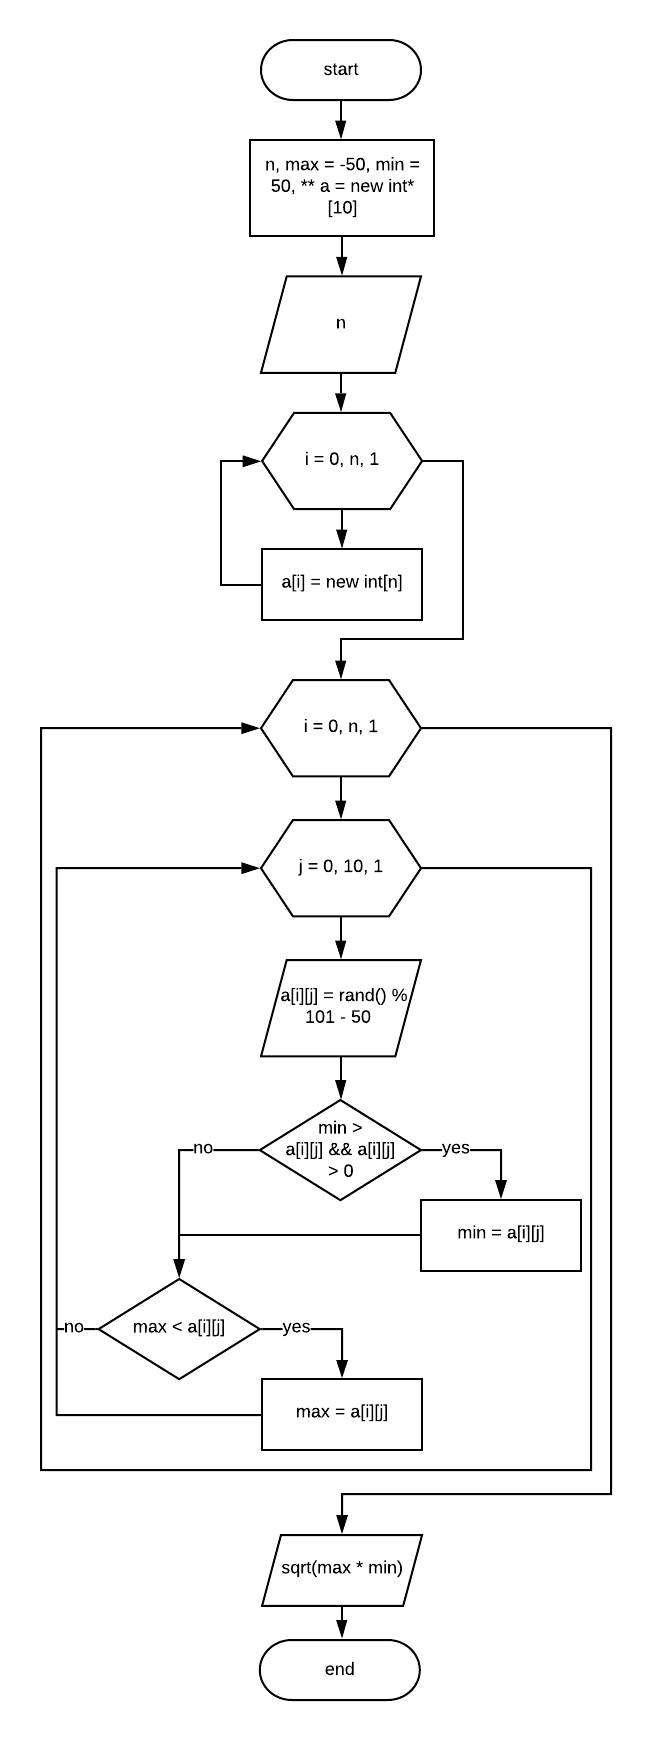 start
n, max = -50, min =
50, ** a = new int*
[10]
n
i = 0, n, 1
a[i] = new int[n]
i = 0, n, 1
j = 0, 10, 1
a[i][j] = rand() %
101 - 50
min >
a[i][j] && a[i][j]
> 0
no
yes
min = a[i][j]
max < a[i][j]
no
yes
max = a[i][j]
sqrt(max * min)
end